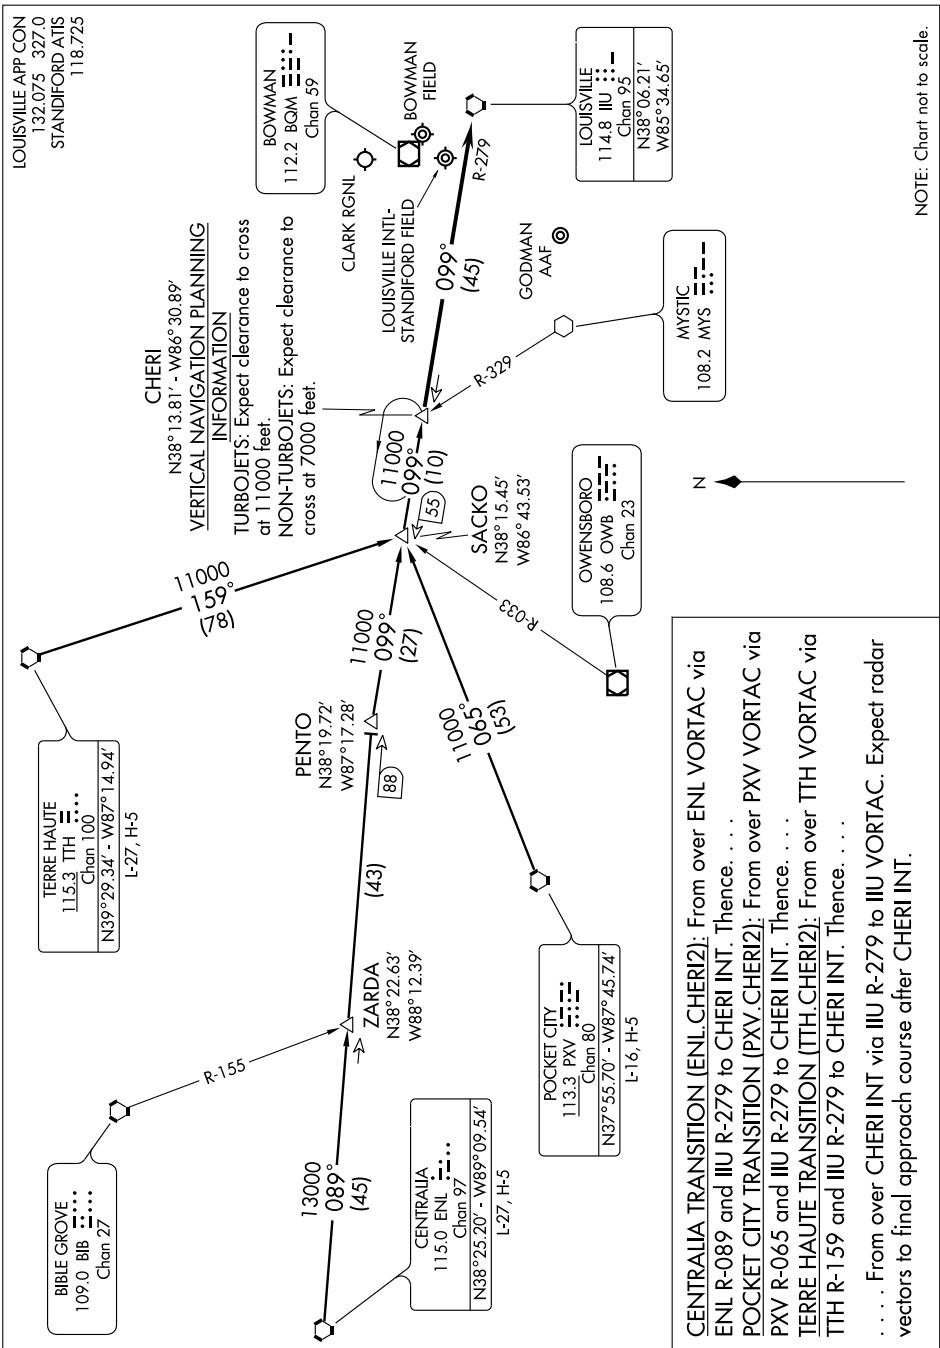 LOUISVILLE APP CON
132.075 327.0
STANDIFORD ATIS
118.725
BOWMAN
112.2 BQM
Chan 59
BOWMAN
FIELD
CLARK RGNL
LOUISVILLE INTL-
STANDIFORD FIELD
R-279
LOUISVILLE
114.8 IIU
Chan 95
N38°06.21'
W85°34.65'
CHERI
N38°13.81' - W86°30.89'
VERTICAL NAVIGATION PLANNING
INFORMATION
TURBOJETS: Expect clearance to cross
at 11000 feet.
NON-TURBOJETS: Expect clearance to
cross at 7000 feet.
099°
(45)
GODMAN
AAF
R-329
MYSTIC
108.2 MYS
NOTE: Chart not to scale.
11000
099°
(10)
55
SACKO
N38°15.45'
W86°43.53'
N
OWENSBORO
108.6 OWB
Chan 23
R-033
11000
159°
(78)
TERRE HAUTE
115.3 TTH
Chan 100
N39°29.34' - W87°14.94'
L-27, H-5
11000
099°
(27)
PENTO
N38°19.72'
W87°17.28'
88
11000
065°
(53)
(43)
POCKET CITY
113.3 PXV
Chan 80
N37°55.70' - W87°45.74'
L-16, H-5
ZARDA
N38°22.63'
W88°12.39'
R-155
BIBLE GROVE
109.0 BIB
Chan 27
13000
089°
(45)
CENTRALIA
115.0 ENL
Chan 97
N38°25.20' - W89°09.54'
L-27, H-5
CENTRALIA TRANSITION (ENL.CHERI2): From over ENL VORTAC via
ENL R-089 and IIU R-279 to CHERI INT. Thence. . . .
POCKET CITY TRANSITION (PXV.CHERI2): From over PXV VORTAC via
PXV R-065 and IIU R-279 to CHERI INT. Thence. . . .
TERRE HAUTE TRANSITION (TTH.CHERI2): From over TTH VORTAC via
TTH R-159 and IIU R-279 to CHERI INT. Thence. . . .
. . . . From over CHERI INT via IIU R-279 to IIU VORTAC. Expect radar
vectors to final approach course after CHERI INT.